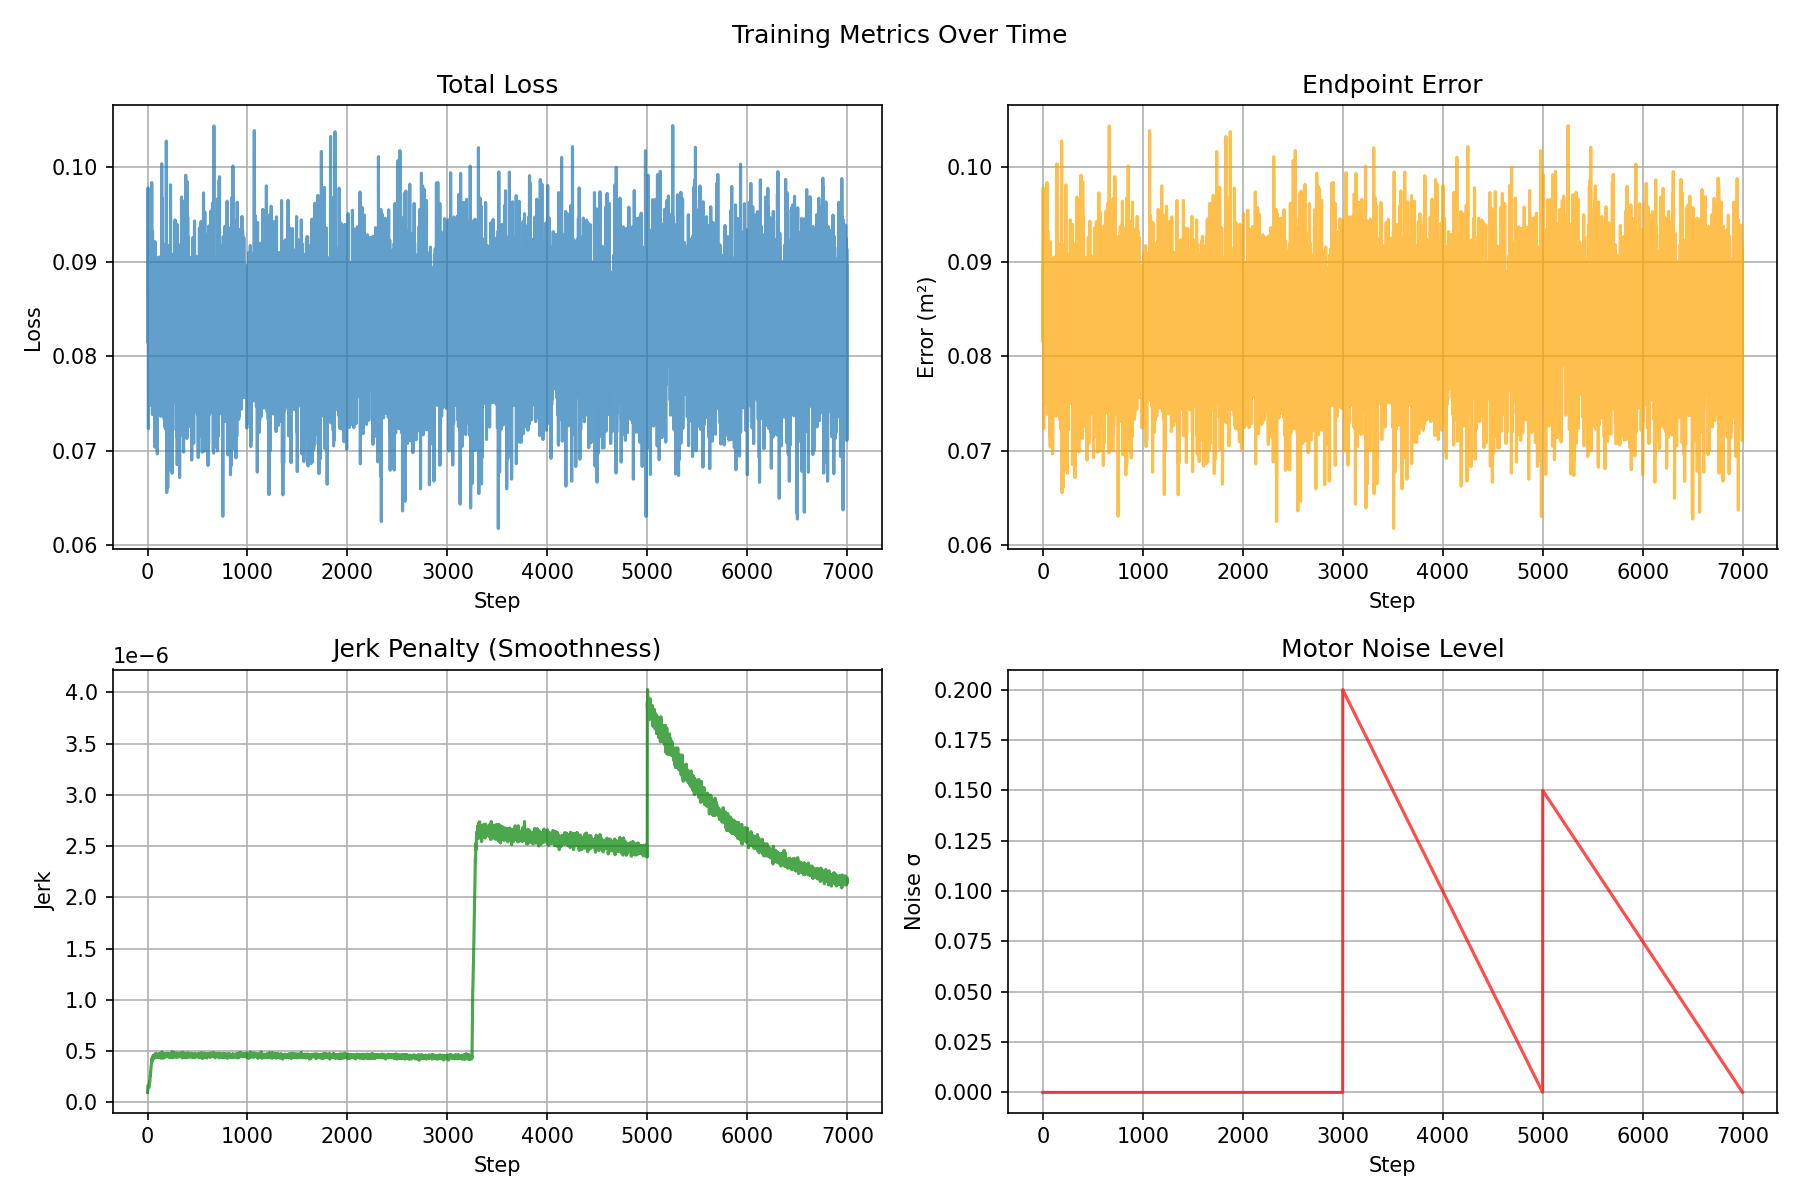 Training Metrics Over Time
Total Loss
Loss
0.10
0.09
0.08
0.07
0.06
0 1000 2000 3000 4000 5000 6000 7000
Step
Endpoint Error
Error (m²)
0.10
0.09
0.08
0.07
0.06
0 1000 2000 3000 4000 5000 6000 7000
Step
Jerk Penalty (Smoothness)
1e−6
Jerk
4.0
3.5
3.0
2.5
2.0
1.5
1.0
0.5
0.0
0 1000 2000 3000 4000 5000 6000 7000
Step
Motor Noise Level
Noise σ
0.200
0.175
0.150
0.125
0.100
0.075
0.050
0.025
0.000
0 1000 2000 3000 4000 5000 6000 7000
Step